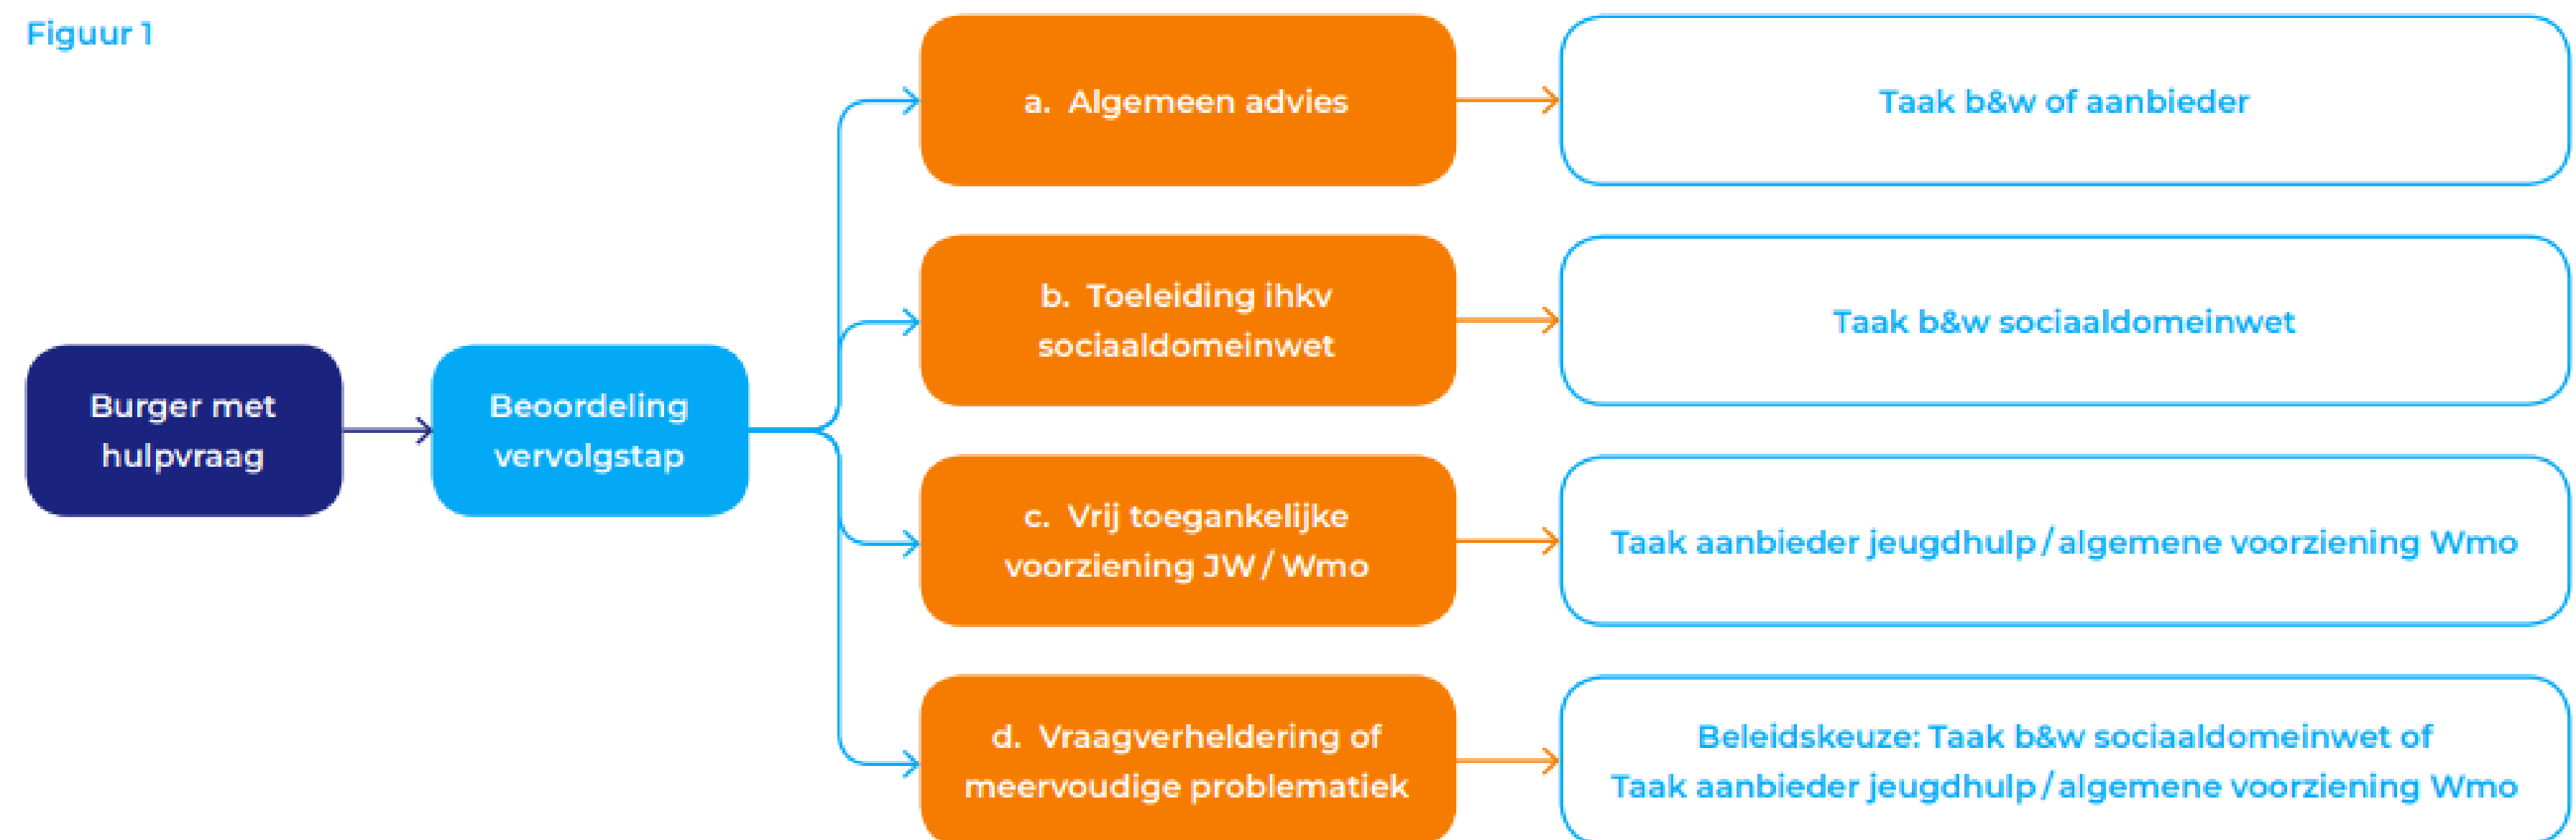 Figuur 1
Burger met
hulpvraag
Beoordeling
vervolgstap
a. Algemeen advies
Taak b&w of aanbieder
b. Toeleiding ihkv
sociaaldomeinwet
Taak b&w sociaaldomeinwet
c. Vrij toegankelijke
voorziening JW / Wmo
Taak aanbieder jeugdhulp / algemene voorziening Wmo
d. Vraagverheldering of
meervoudige problematiek
Beleidskeuze: Taak b&w sociaaldomeinwet of
Taak aanbieder jeugdhulp / algemene voorziening Wmo